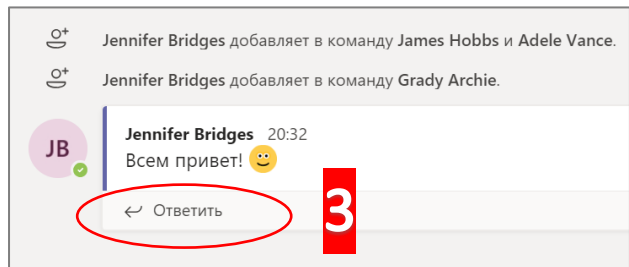 Jennifer Bridges добавляет в команду James Hobbs и Adele Vance.
Jennifer Bridges добавляет в команду Grady Archie.
JB
Jennifer Bridges 20:32
Всем привет! 🙂
Ответить
3